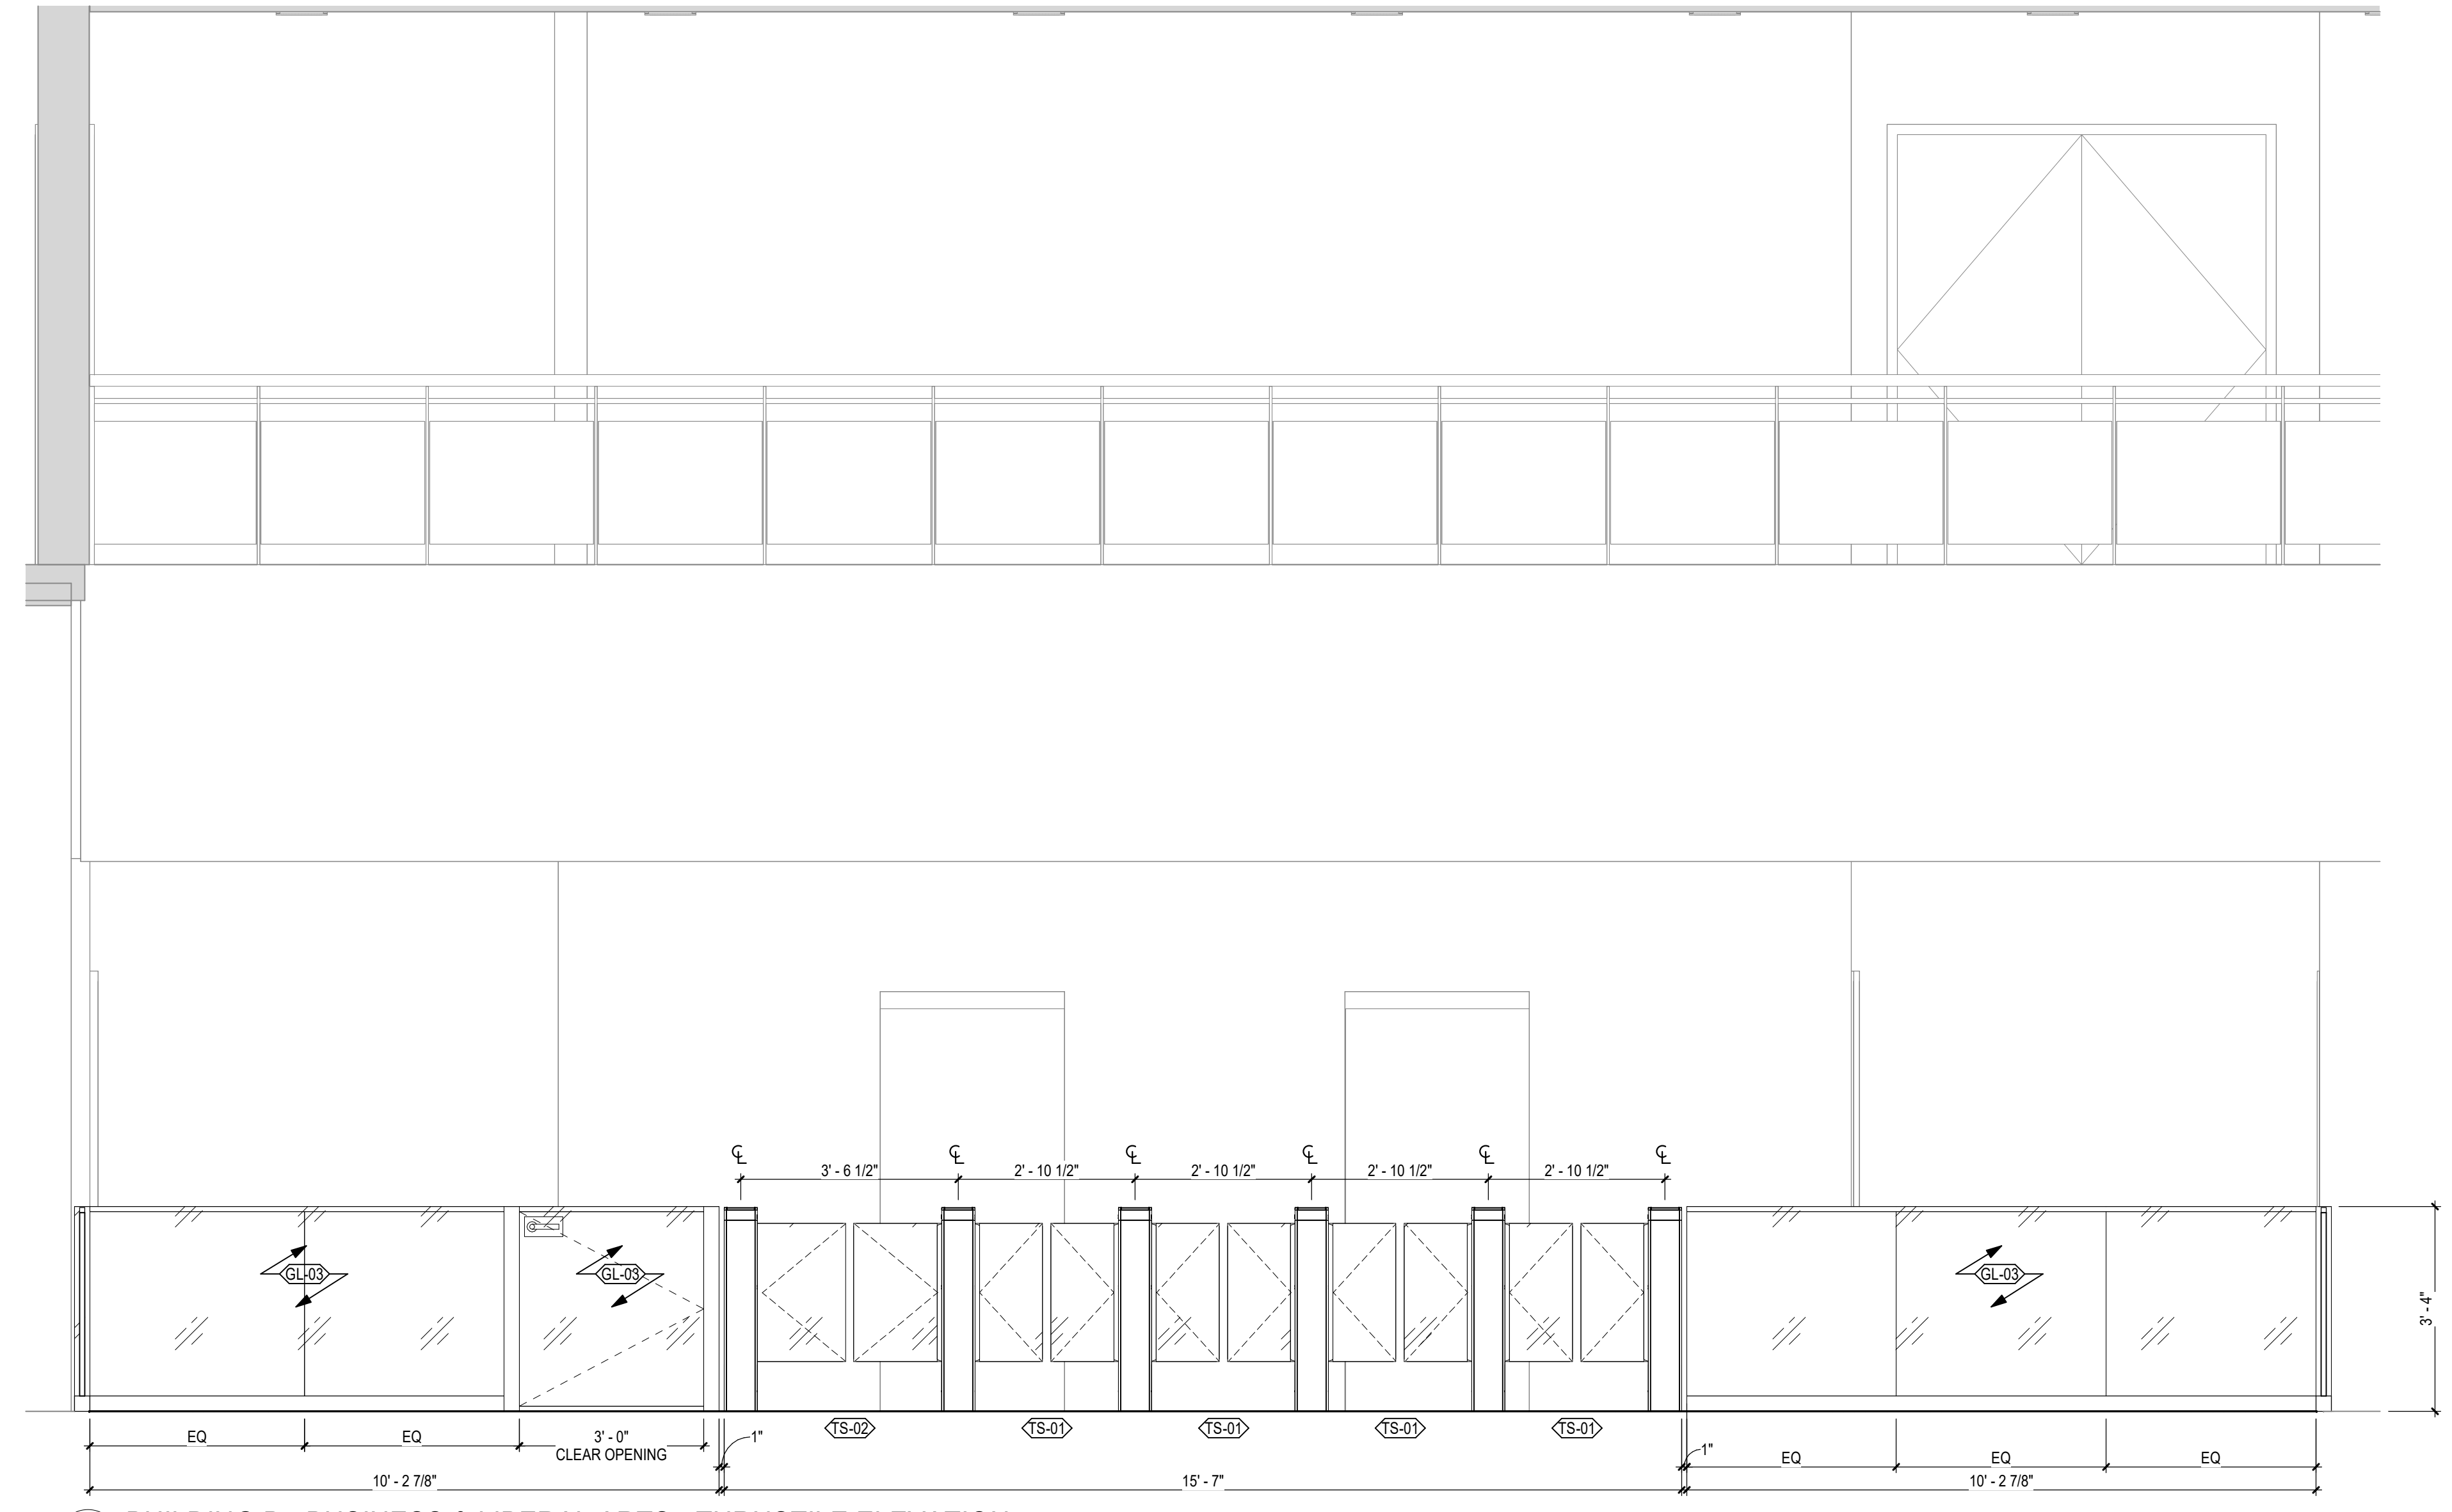 ℄ ℄ ℄ ℄ ℄ ℄
3' - 6 1/2" 2' - 10 1/2" 2' - 10 1/2" 2' - 10 1/2" 2' - 10 1/2"
GL-03 GL-03 GL-03
3' - 4"
TS-02 TS-01 TS-01 TS-01 TS-01
EQ EQ 3' - 0" 1" 1" EQ EQ EQ
CLEAR OPENING
10' - 2 7/8" 15' - 7" 10' - 2 7/8"